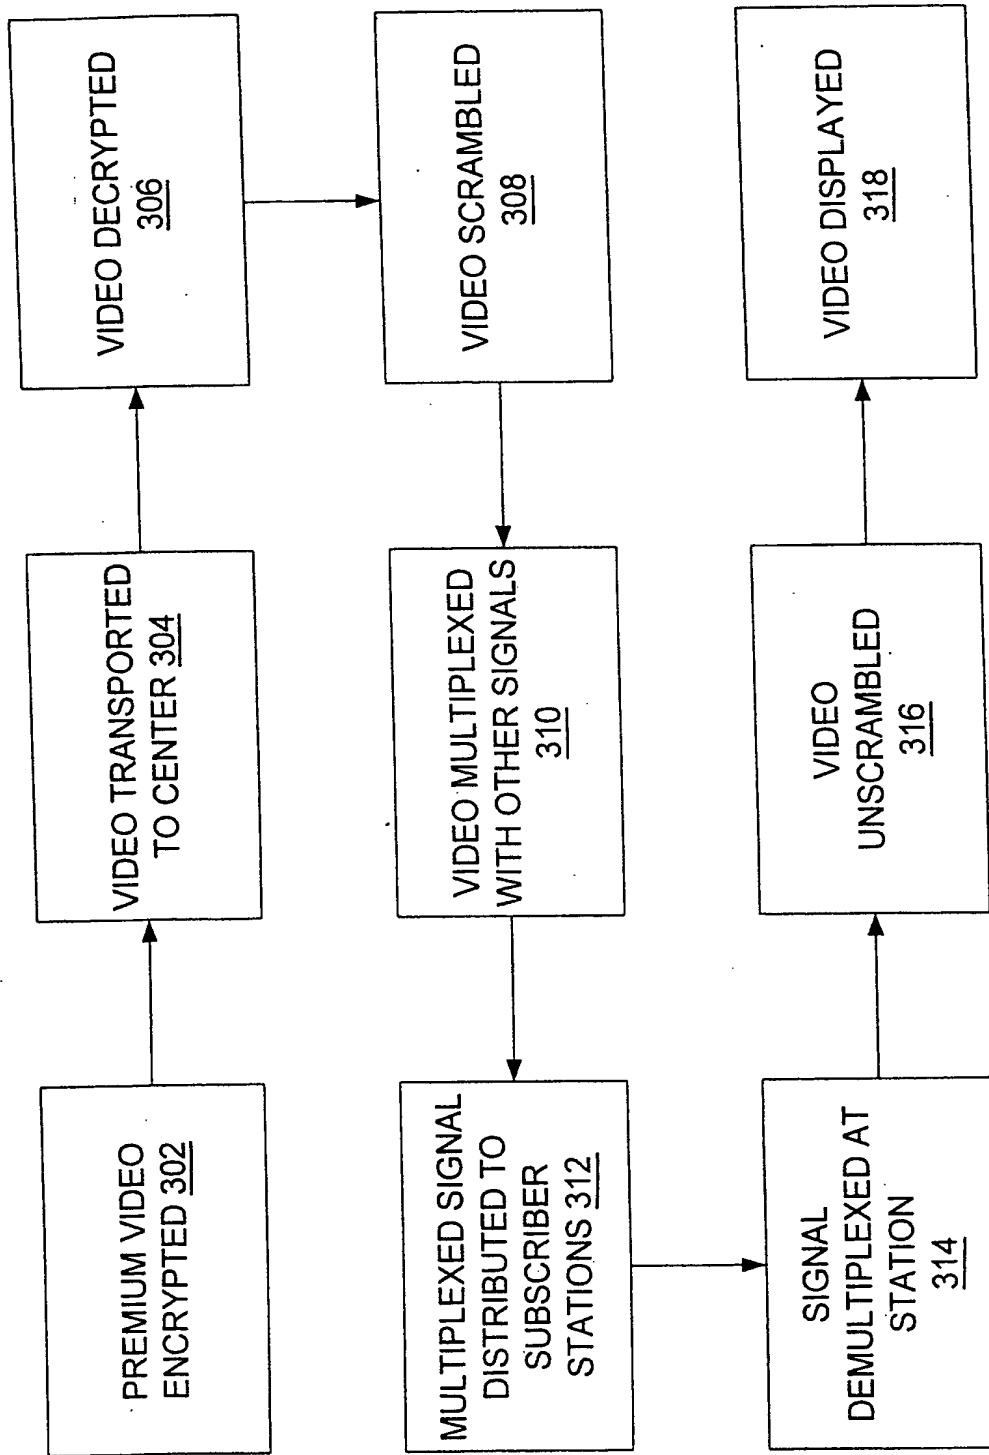 PREMIUM VIDEO
ENCRYPTED 302
VIDEO TRANSPORTED
TO CENTER 304
VIDEO DECRYPTED
306
VIDEO SCRAMBLED
308
VIDEO MULTIPLEXED
WITH OTHER SIGNALS
310
MULTIPLEXED SIGNAL
DISTRIBUTED TO
SUBSCRIBER
STATIONS 312
SIGNAL
DEMULTIPLEXED AT
STATION
314
VIDEO
UNSCRAMBLED
316
VIDEO DISPLAYED
318